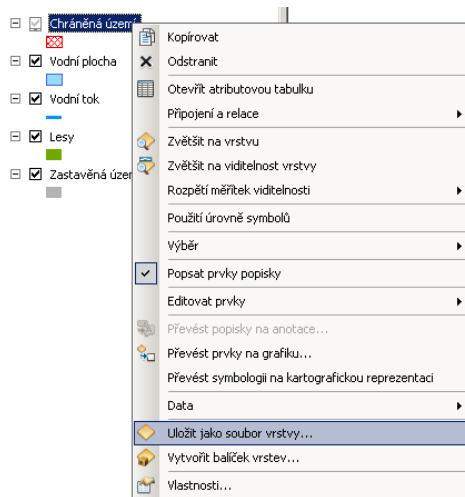 Chráněná území
Vodní plocha
Vodní tok
Lesy
Zastavěná územ
Kopírovat
Odstranit
Otevřít atributovou tabulku
Připojení a relace
Zvětšit na vrstvu
Zvětšit na viditelnost vrstvy
Rozpětí měřítek viditelnosti
Použití úrovně symbolů
Výběr
Popsat prvky popisky
Editovat prvky
Převést popisky na anotace...
Převést prvky na grafiku...
Převést symbologii na kartografickou reprezentaci
Data
Uložit jako soubor vrstvy...
Vytvořit balíček vrstev...
Vlastnosti...